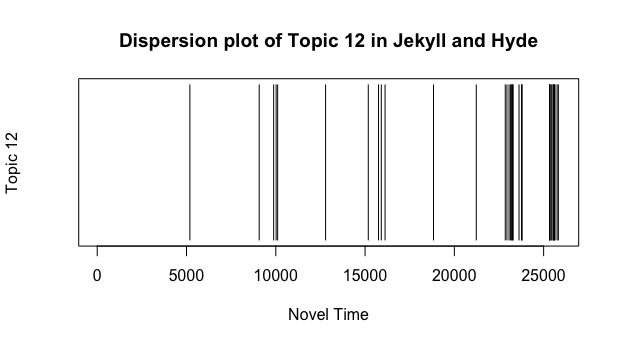 Dispersion plot of Topic 12 in Jekyll and Hyde
Topic 12
0 5000 10000 15000 20000 25000
Novel Time